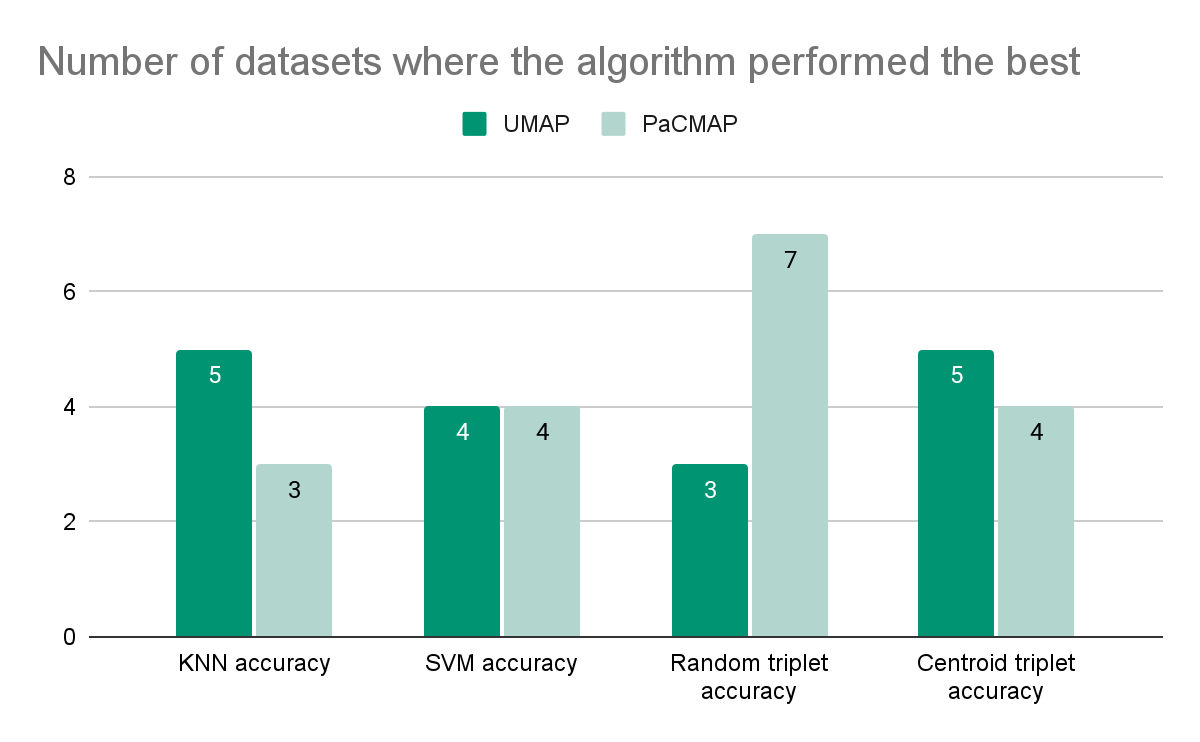 Number of datasets where the algorithm performed the best
UMAP PaCMAP
8
6
4
2
0
5
3
4
4
3
7
5
4
KNN accuracy
SVM accuracy
Random triplet
accuracy
Centroid triplet
accuracy